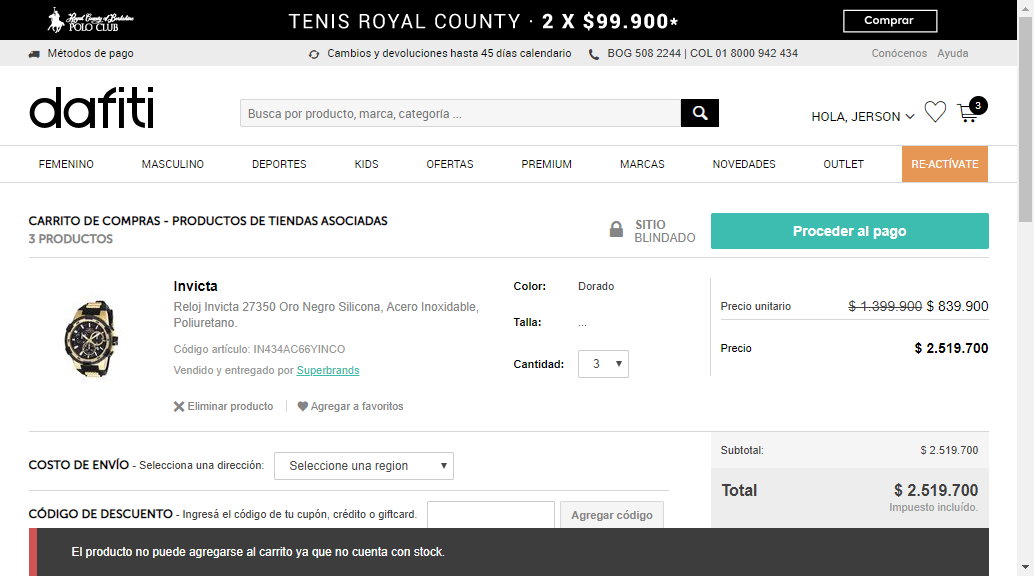 Royal County of Berkshire
POLO CLUB
TENIS ROYAL COUNTY · 2 X $99.900*
Comprar
Métodos de pago
Cambios y devoluciones hasta 45 días calendario
BOG 508 2244 | COL 01 8000 942 434
Conócenos
Ayuda
dafiti
Busca por producto, marca, categoría ...
HOLA, JERSON
3
FEMENINO
MASCULINO
DEPORTES
KIDS
OFERTAS
PREMIUM
MARCAS
NOVEDADES
OUTLET
RE-ACTÍVATE
CARRITO DE COMPRAS - PRODUCTOS DE TIENDAS ASOCIADAS
3 PRODUCTOS
SITIO
BLINDADO
Proceder al pago
Invicta
Reloj Invicta 27350 Oro Negro Silicona, Acero Inoxidable,
Poliuretano.
Código artículo: IN434AC66YINCO
Vendido y entregado por Superbrands
Eliminar producto
Agregar a favoritos
Color: Dorado
Talla: ...
Cantidad: 3
Precio unitario $ 1.399.900 $ 839.900
Precio $ 2.519.700
COSTO DE ENVÍO - Selecciona una dirección: Seleccione una region
CÓDIGO DE DESCUENTO - Ingresá el código de tu cupón, crédito o giftcard.
Agregar código
Subtotal: $ 2.519.700
Total $ 2.519.700
Impuesto incluído.
El producto no puede agregarse al carrito ya que no cuenta con stock.